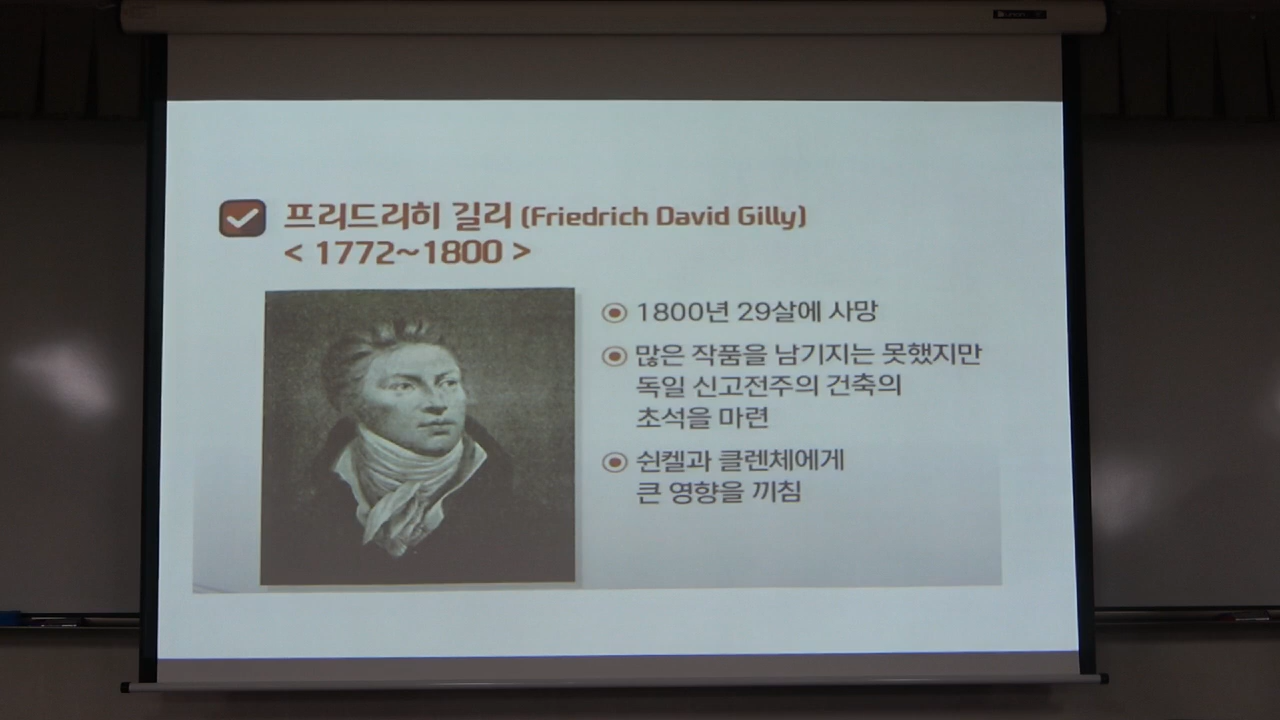 프리드리히 길리 (Friedrich David Gilly)
< 1772~1800 >
1800년 29살에 사망
많은 작품을 남기지는 못했지만
독일 신고전주의 건축의
초석을 마련
쉰켈과 클렌체에게
큰 영향을 끼침